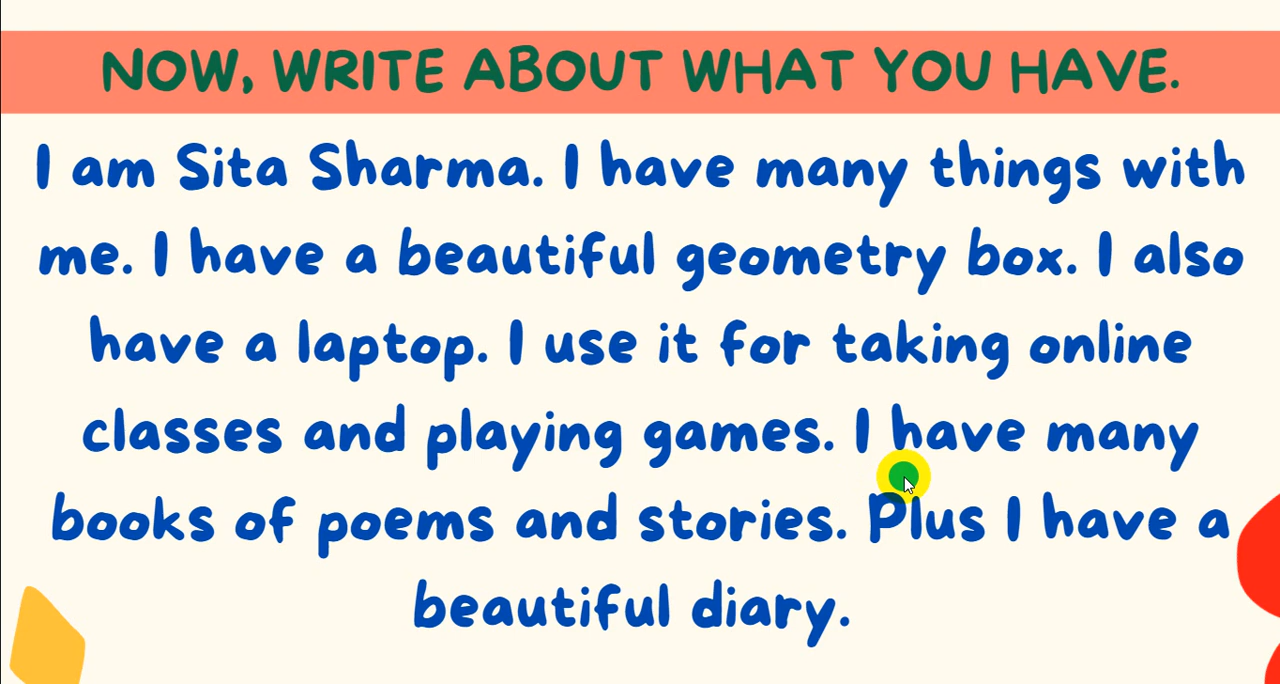 NOW, WRITE ABOUT WHAT YOU HAVE.
I am Sita Sharma. I have many things with
me. I have a beautiful geometry box. I also
have a laptop. I use it for taking online
classes and playing games. I have many
books of poems and stories. Plus I have a
beautiful diary.